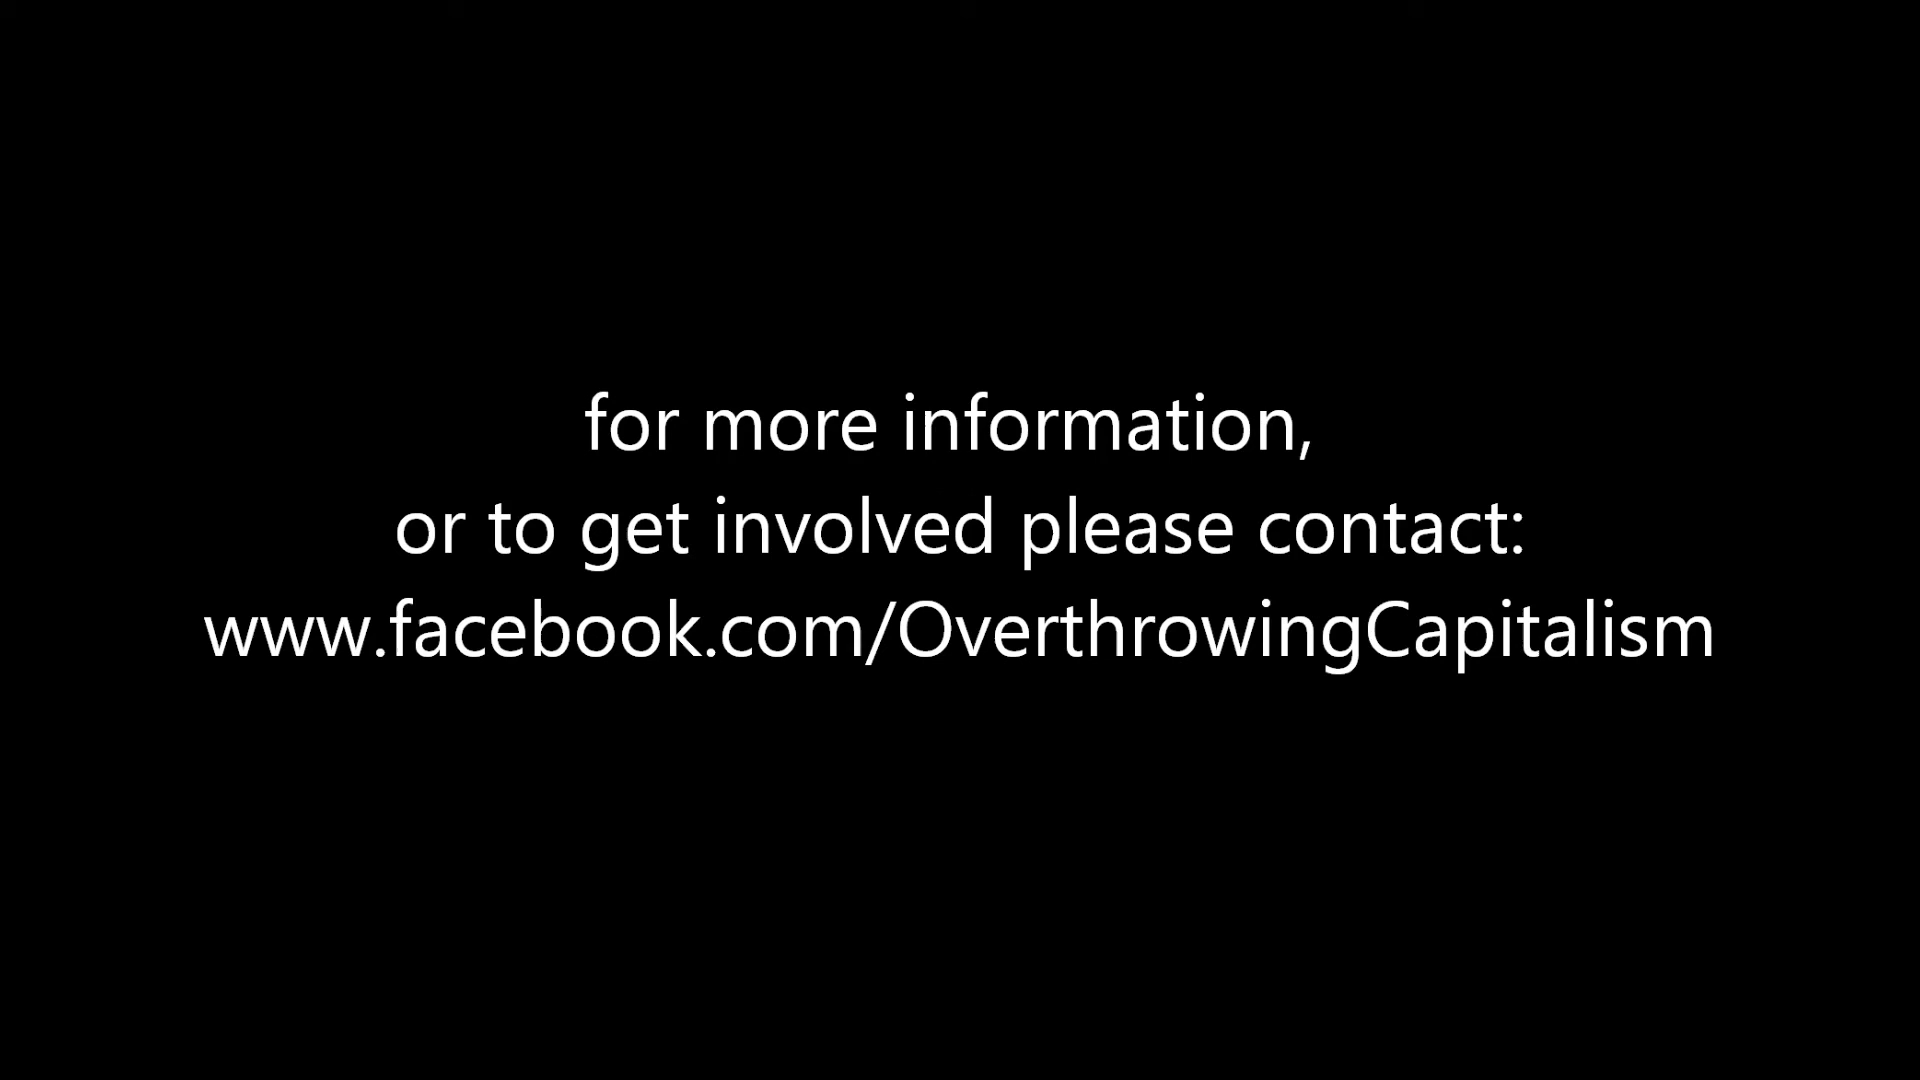 for more information,
or to get involved please contact:
www.facebook.com/OverthrowingCapitalism